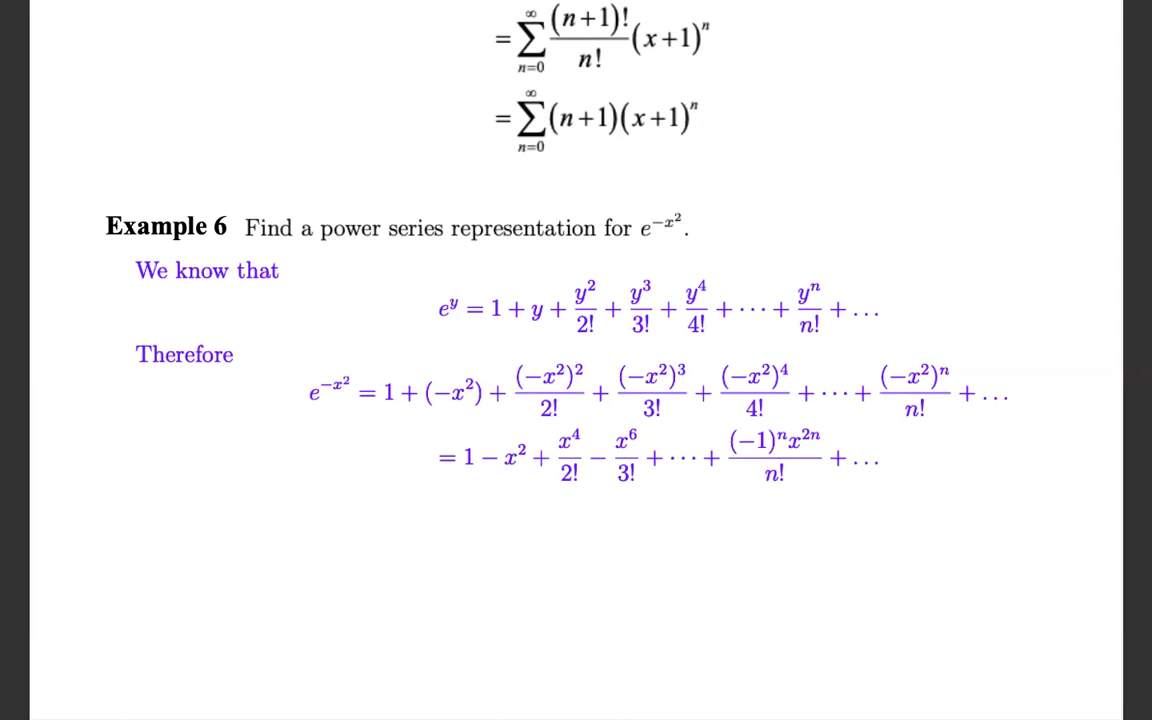 = ∑_{n=0}^{∞} (n+1)!/n! (x+1)^n
= ∑_{n=0}^{∞} (n+1)(x+1)^n
Example 6 Find a power series representation for e^{-x^2}.
We know that
e^y = 1 + y + y^2/2! + y^3/3! + y^4/4! + ··· + y^n/n! + ...
Therefore
e^{-x^2} = 1 + (-x^2) + (-x^2)^2/2! + (-x^2)^3/3! + (-x^2)^4/4! + ··· + (-x^2)^n/n! + ...
= 1 - x^2 + x^4/2! - x^6/3! + ··· + (-1)^n x^{2n}/n! + ...